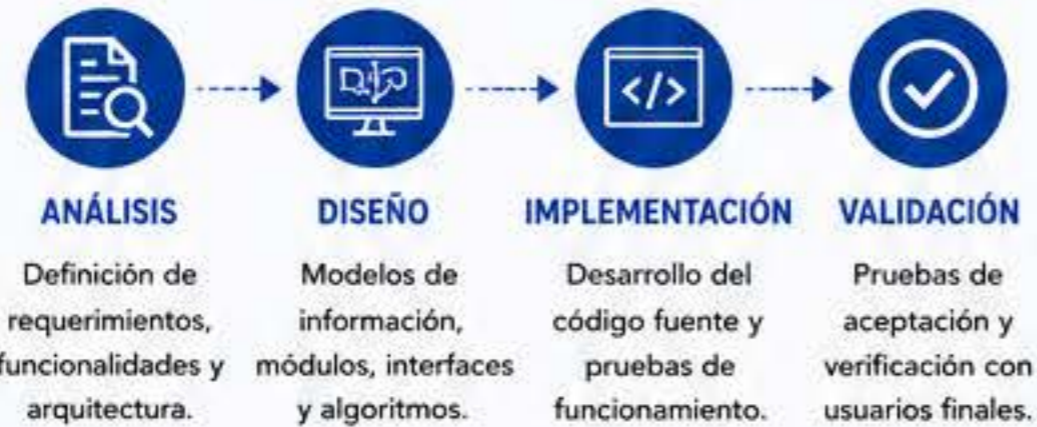 </>
ANÁLISIS
Definición de
requerimientos,
funcionalidades y
arquitectura.
DISEÑO
Modelos de
información,
módulos, interfaces
y algoritmos.
IMPLEMENTACIÓN
Desarrollo del
código fuente y
pruebas de
funcionamiento.
VALIDACIÓN
Pruebas de
aceptación y
verificación con
usuarios finales.